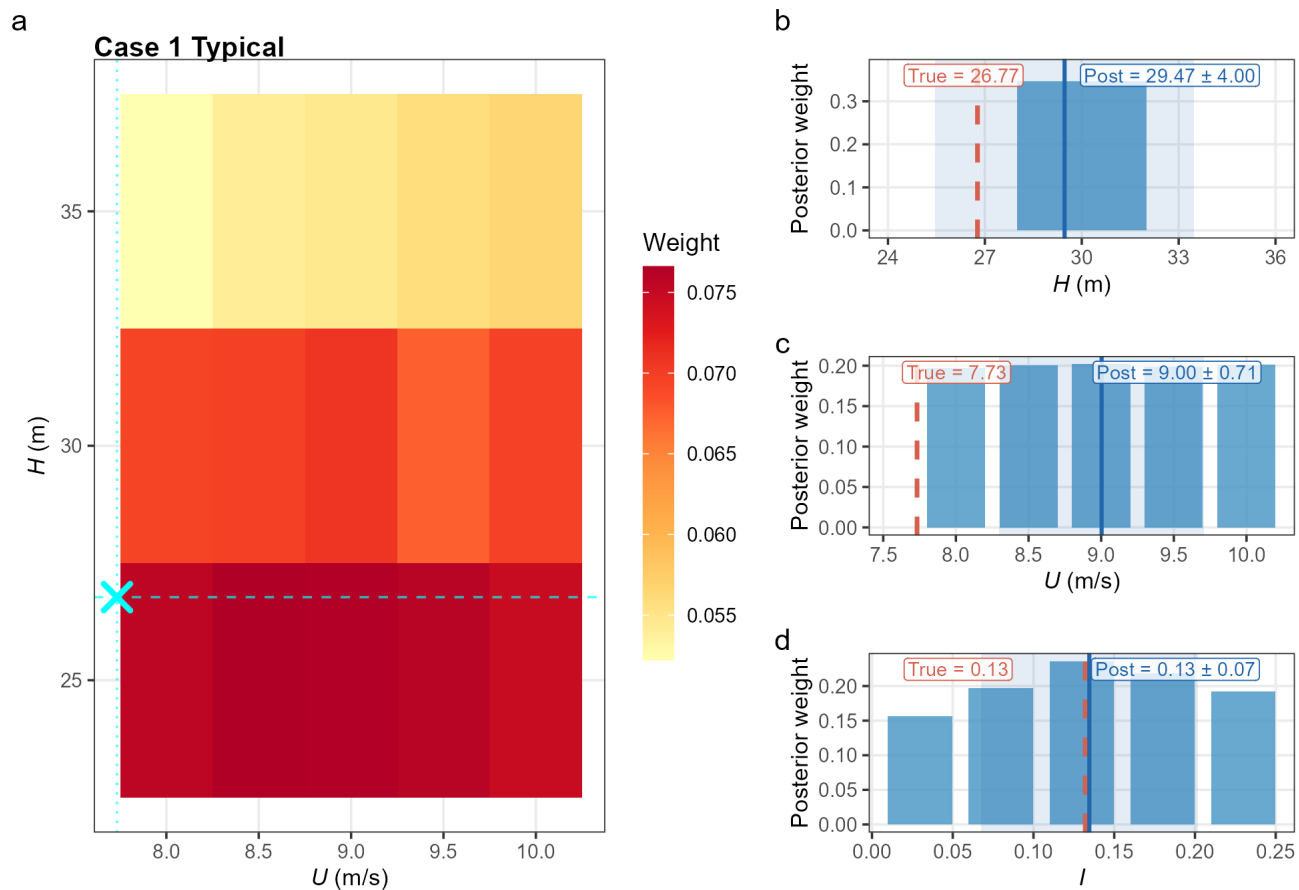 a
Case 1 Typical
H (m)
35
30
25
8.0
8.5
9.0
9.5
10.0
U (m/s)
Weight
0.075
0.070
0.065
0.060
0.055
b
True = 26.77
Post = 29.47 ± 4.00
Posterior weight
0.3
0.2
0.1
0.0
24
27
30
33
36
H (m)
c
True = 7.73
Post = 9.00 ± 0.71
Posterior weight
0.20
0.15
0.10
0.05
0.00
7.5
8.0
8.5
9.0
9.5
10.0
U (m/s)
d
True = 0.13
Post = 0.13 ± 0.07
Posterior weight
0.20
0.15
0.10
0.05
0.00
0.00
0.05
0.10
0.15
0.20
0.25
I